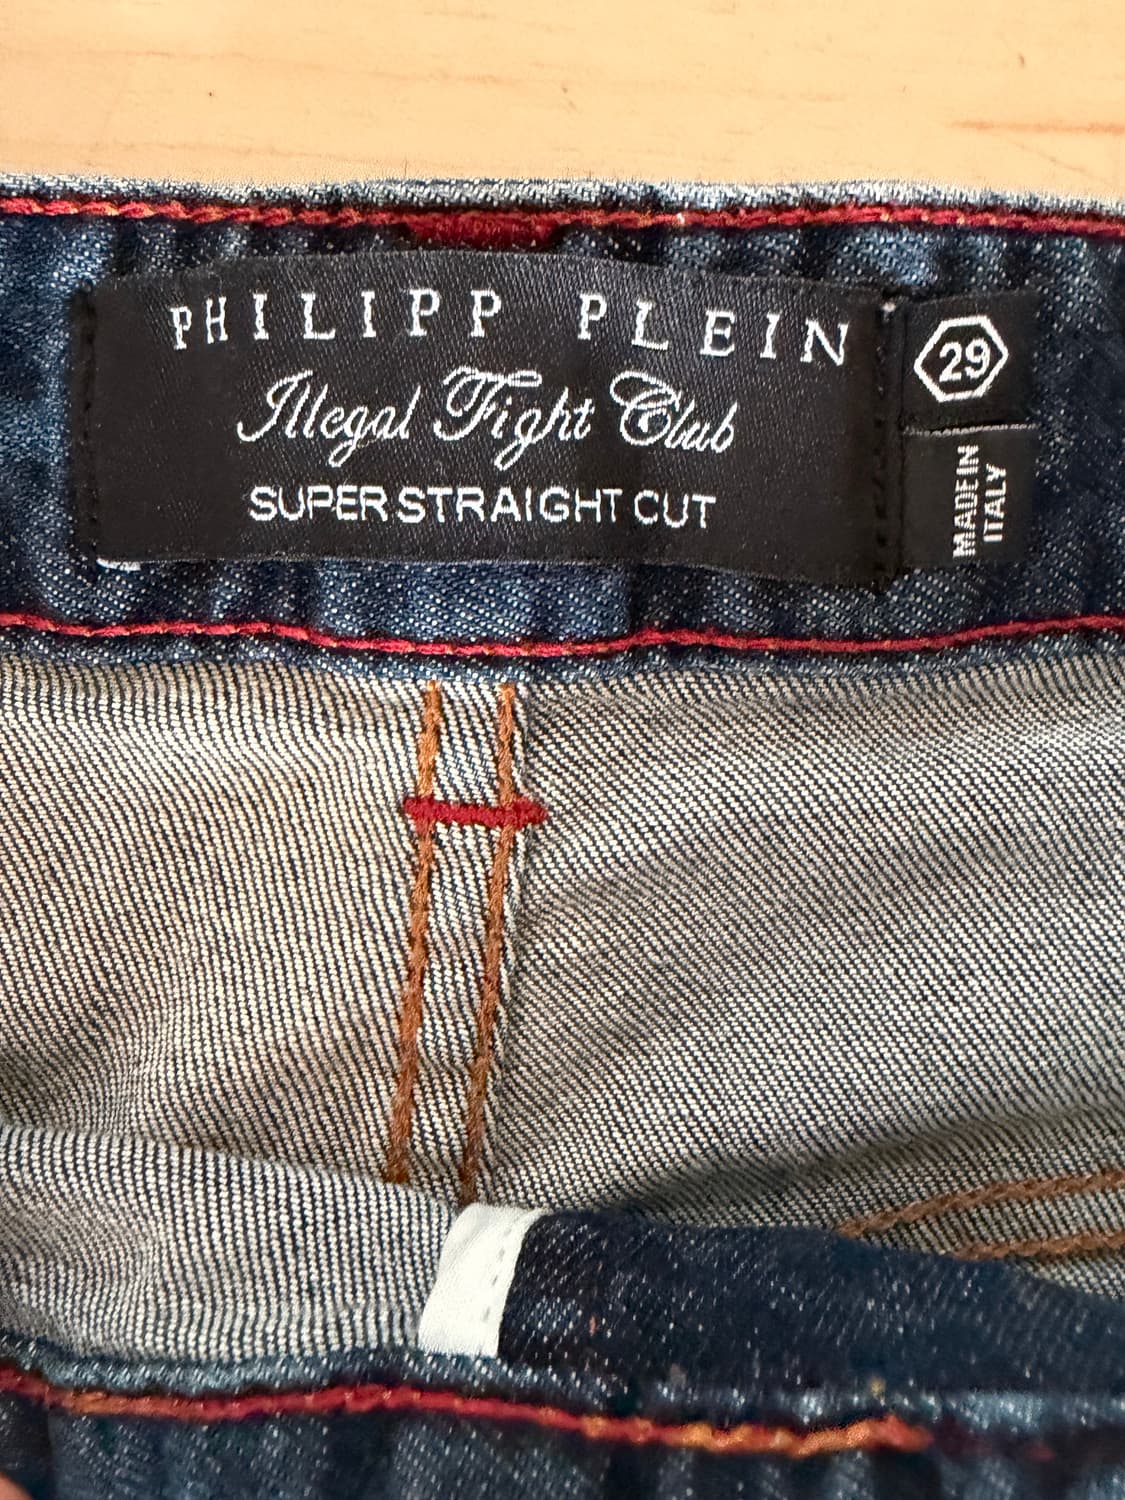 PHILIPP PLEIN
Illegal Fight Club
SUPER STRAIGHT CUT
29
MADE IN
ITALY